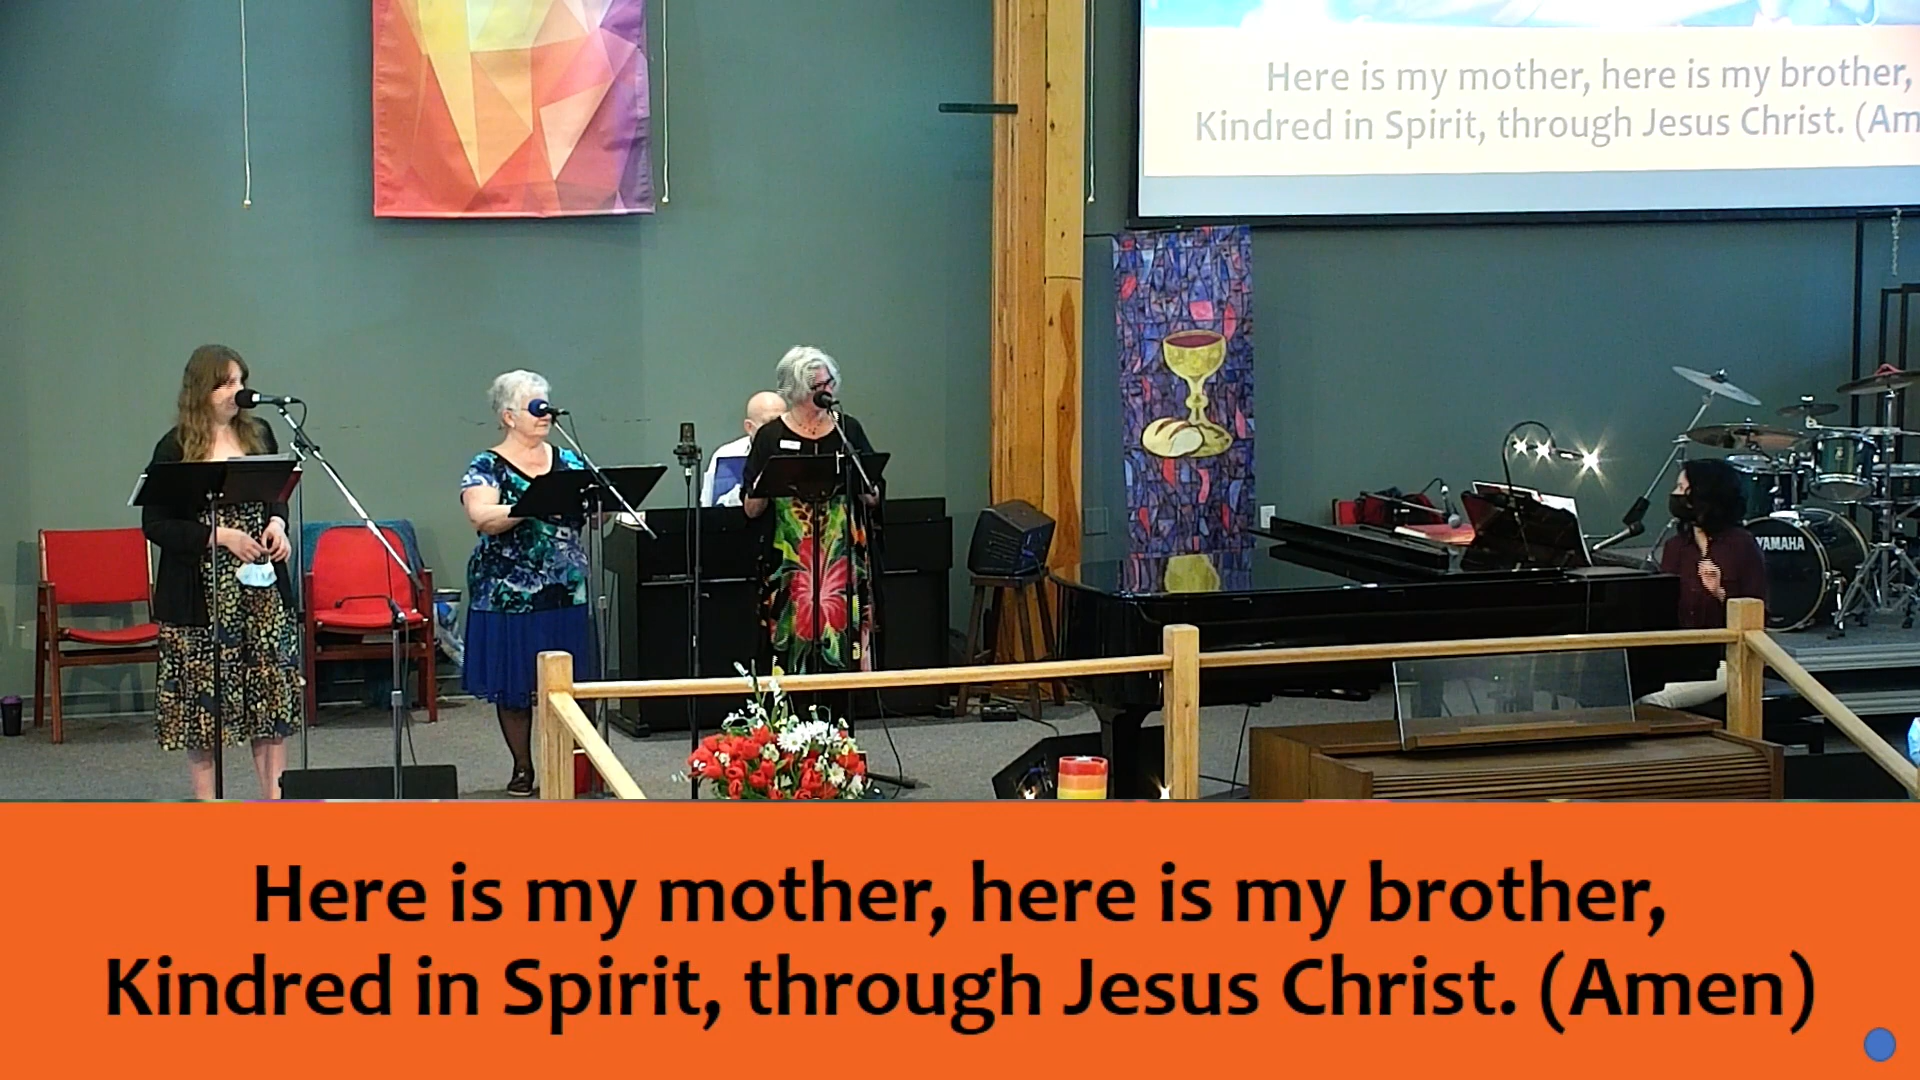 Here is my mother, here is my brother,
Kindred in Spirit, through Jesus Christ. (Am
YAMAHA
Here is my mother, here is my brother,
Kindred in Spirit, through Jesus Christ. (Amen)